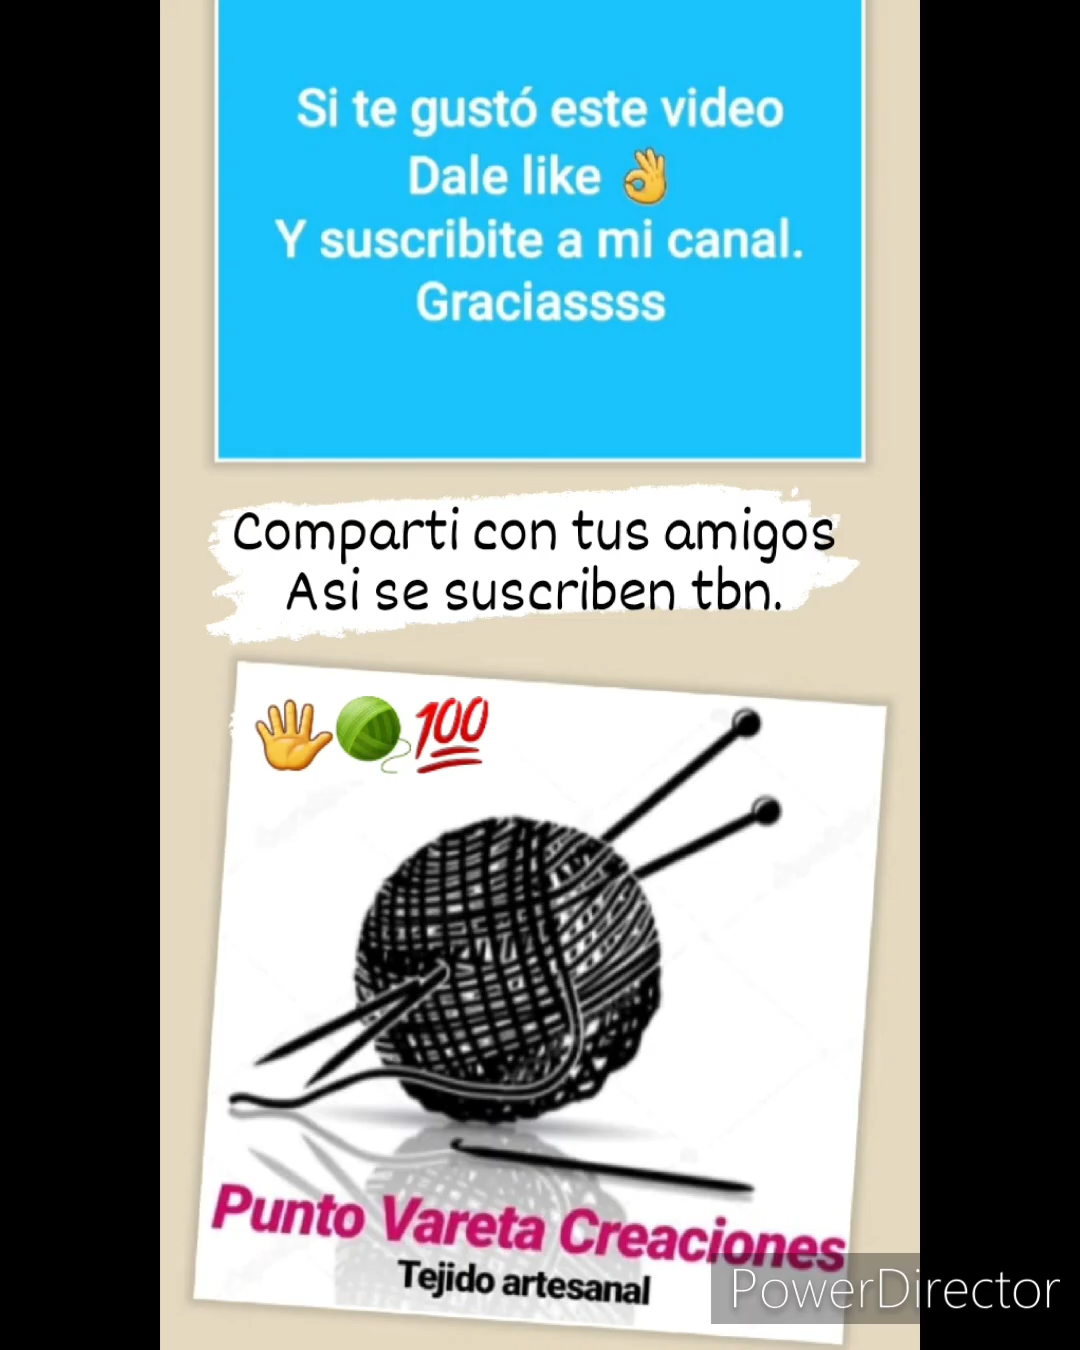 Si te gustó este video
Dale like 👌
Y suscribite a mi canal.
Graciassss
Comparti con tus amigos
Asi se suscriben tbn.
🖐🧶💯
Punto Vareta Creaciones
Tejido artesanal
PowerDirector